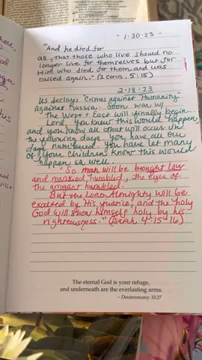 - 1-30-23 -
"And he died for
us, that those who live should no
longer live for themselves but for
Him who died for them and was
raised again." (2 Corin. 5:15)
2-18-23
US declares Crimes against Humanity
against Russia. Soon war w/
The West & East will finally begin
Lord, You knew this would happen
and you know all that will occur in
the following days. You have all our
days numbered. You have let many
of your children know this would
happen as well.
"So man will be brought low
and mankind humbled, the eyes of
the arrogant humbled.
But the Lord Almighty will be
exalted by His justice, and the holy
God will show himself holy by his
righteousness." (Isaiah 5:15-16)
The eternal God is your refuge,
and underneath are the everlasting arms.
– Deuteronomy 33:27